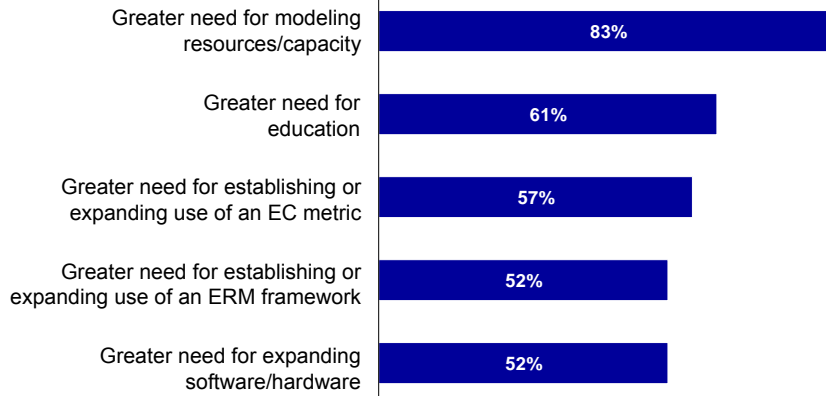 Greater need for modeling
resources/capacity
83%
Greater need for
education
61%
Greater need for establishing or
expanding use of an EC metric
57%
Greater need for establishing or
expanding use of an ERM framework
52%
Greater need for expanding
software/hardware
52%